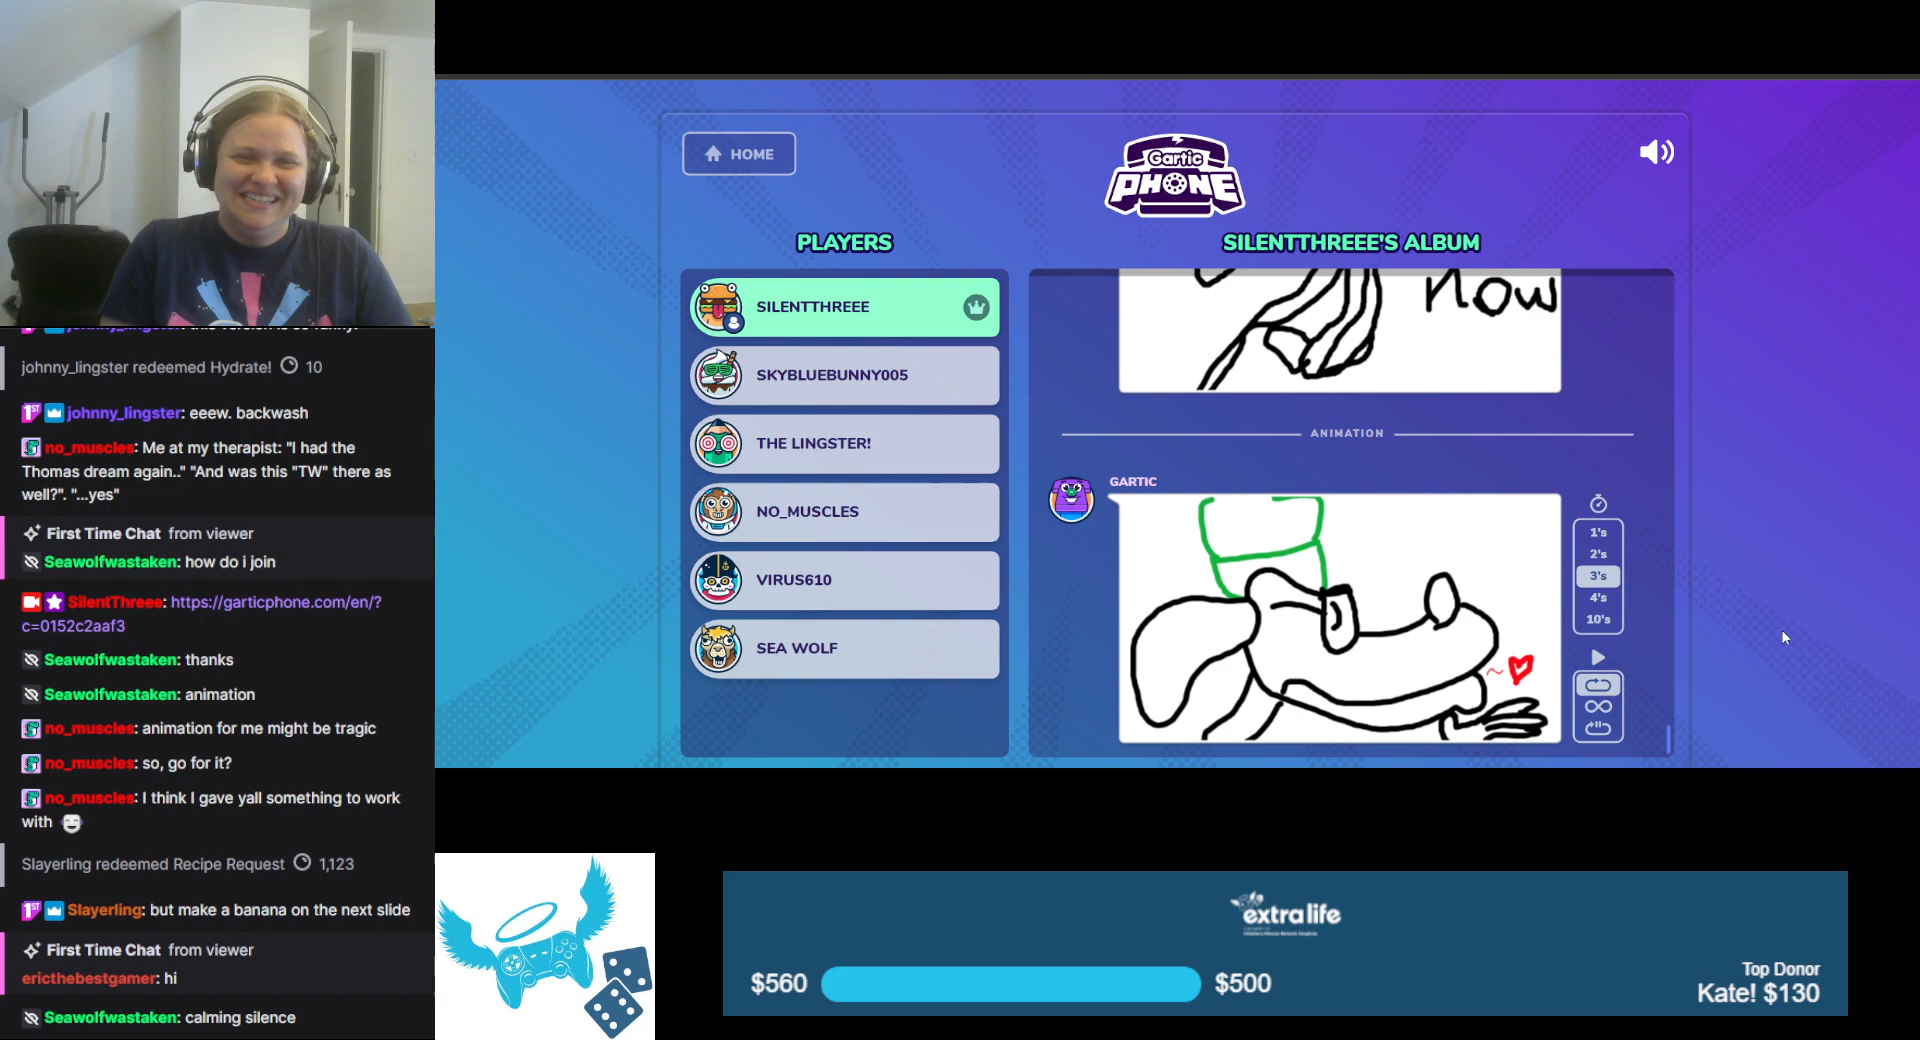 HOME
Gartic
PHONE
PLAYERS
SILENTTHREEE
SKYBLUEBUNNY005
THE LINGSTER!
NO_MUSCLES
VIRUS610
SEA WOLF
SILENTTHREEE'S ALBUM
now
ANIMATION
GARTIC
1's
2's
3's
4's
10's
johnny_lingster redeemed Hydrate! 10
johnny_lingster: eeew. backwash
no_muscles: Me at my therapist: "I had the
Thomas dream again.." "And was this "TW" there as
well?". "...yes"
First Time Chat from viewer
Seawolfwastaken: how do i join
SilentThreee: https://garticphone.com/en/?
c=0152c2aaf3
Seawolfwastaken: thanks
Seawolfwastaken: animation
no_muscles: animation for me might be tragic
no_muscles: so, go for it?
no_muscles: I think I gave yall something to work
with
Slayerling redeemed Recipe Request 1,123
Slayerling: but make a banana on the next slide
First Time Chat from viewer
ericthebestgamer: hi
Seawolfwastaken: calming silence
extra life
$560
$500
Top Donor
Kate! $130